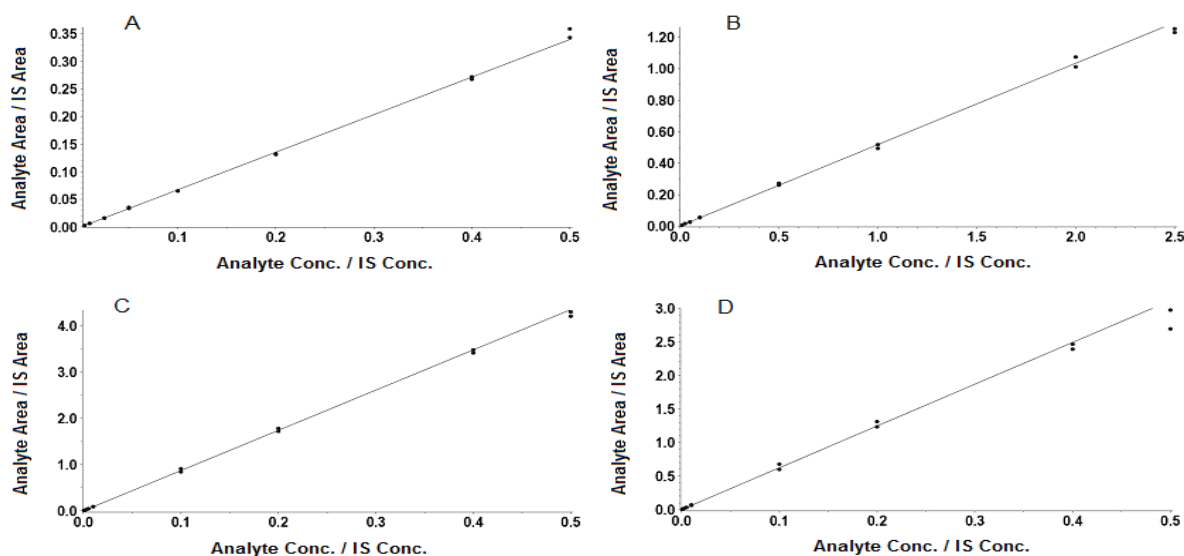 A
Analyte Area / IS Area
0.35
0.30
0.25
0.20
0.15
0.10
0.05
0.00
0.1 0.2 0.3 0.4 0.5
Analyte Conc. / IS Conc.
B
Analyte Area / IS Area
1.20
1.00
0.80
0.60
0.40
0.20
0.00
0.0 0.5 1.0 1.5 2.0 2.5
Analyte Conc. / IS Conc.
C
Analyte Area / IS Area
4.0
3.0
2.0
1.0
0.0
0.0 0.1 0.2 0.3 0.4 0.5
Analyte Conc. / IS Conc.
D
Analyte Area / IS Area
3.0
2.5
2.0
1.5
1.0
0.5
0.0
0.0 0.1 0.2 0.3 0.4 0.5
Analyte Conc. / IS Conc.